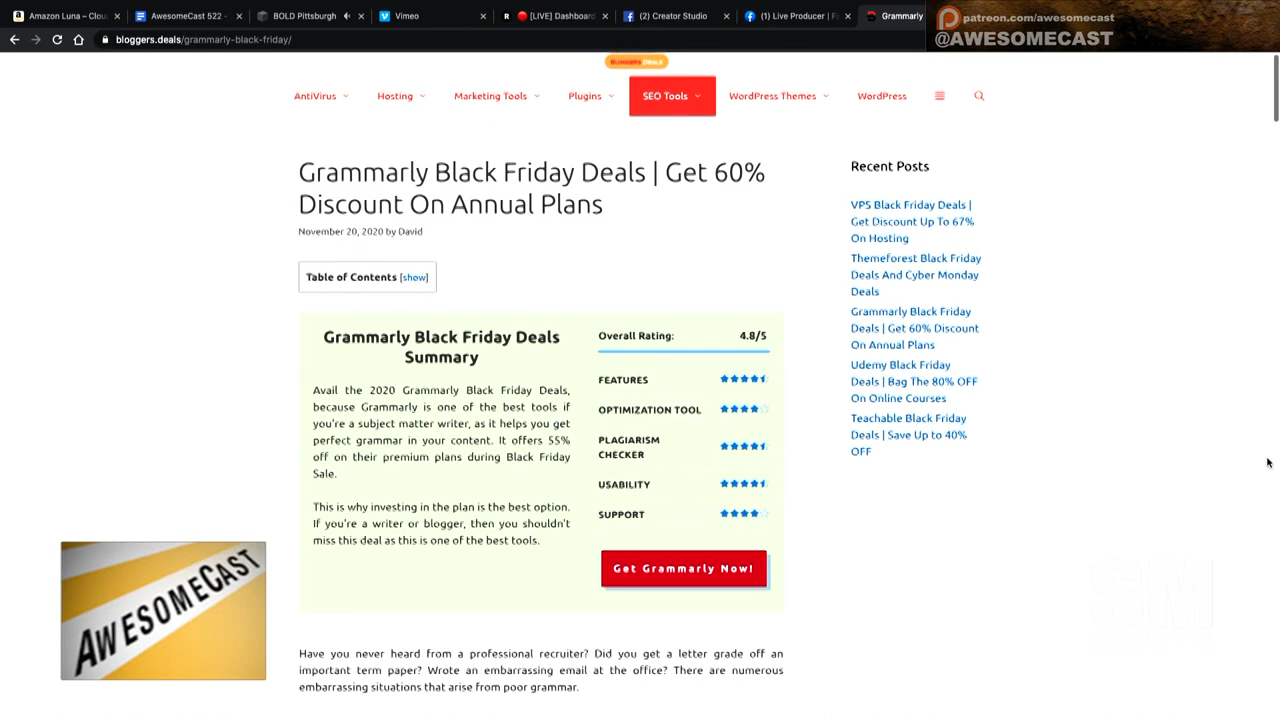 Amazon Luna – Clou
AwesomeCast 522 -
BOLD Pittsburgh
Vimeo
[LIVE] Dashboard
(2) Creator Studio
(1) Live Producer | Fa
Grammarly
patreon.com/awesomecast
@AWESOMECAST
bloggers.deals/grammarly-black-friday/
BLOGGERS DEALS
AntiVirus
Hosting
Marketing Tools
Plugins
SEO Tools
WordPress Themes
WordPress
Grammarly Black Friday Deals | Get 60%
Discount On Annual Plans
November 20, 2020 by David
Table of Contents [show]
Grammarly Black Friday Deals
Summary
Avail the 2020 Grammarly Black Friday Deals,
because Grammarly is one of the best tools if
you're a subject matter writer, as it helps you get
perfect grammar in your content. It offers 55%
off on their premium plans during Black Friday
Sale.
This is why investing in the plan is the best option.
If you're a writer or blogger, then you shouldn't
miss this deal as this is one of the best tools.
Overall Rating: 4.8/5
FEATURES
OPTIMIZATION TOOL
PLAGIARISM
CHECKER
USABILITY
SUPPORT
Get Grammarly Now!
Have you never heard from a professional recruiter? Did you get a letter grade off an
important term paper? Wrote an embarrassing email at the office? There are numerous
embarrassing situations that arise from poor grammar.
Recent Posts
VPS Black Friday Deals |
Get Discount Up To 67%
On Hosting
Themeforest Black Friday
Deals And Cyber Monday
Deals
Grammarly Black Friday
Deals | Get 60% Discount
On Annual Plans
Udemy Black Friday
Deals | Bag The 80% OFF
On Online Courses
Teachable Black Friday
Deals | Save Up to 40%
OFF
AWESOMECAST